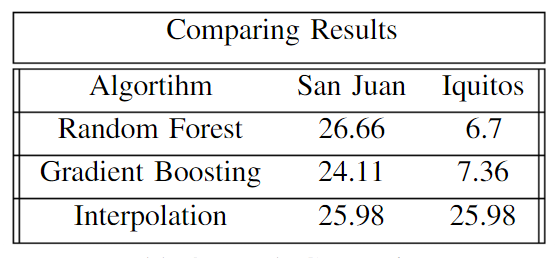 Comparing Results
Algortihm San Juan Iquitos
Random Forest 26.66 6.7
Gradient Boosting 24.11 7.36
Interpolation 25.98 25.98